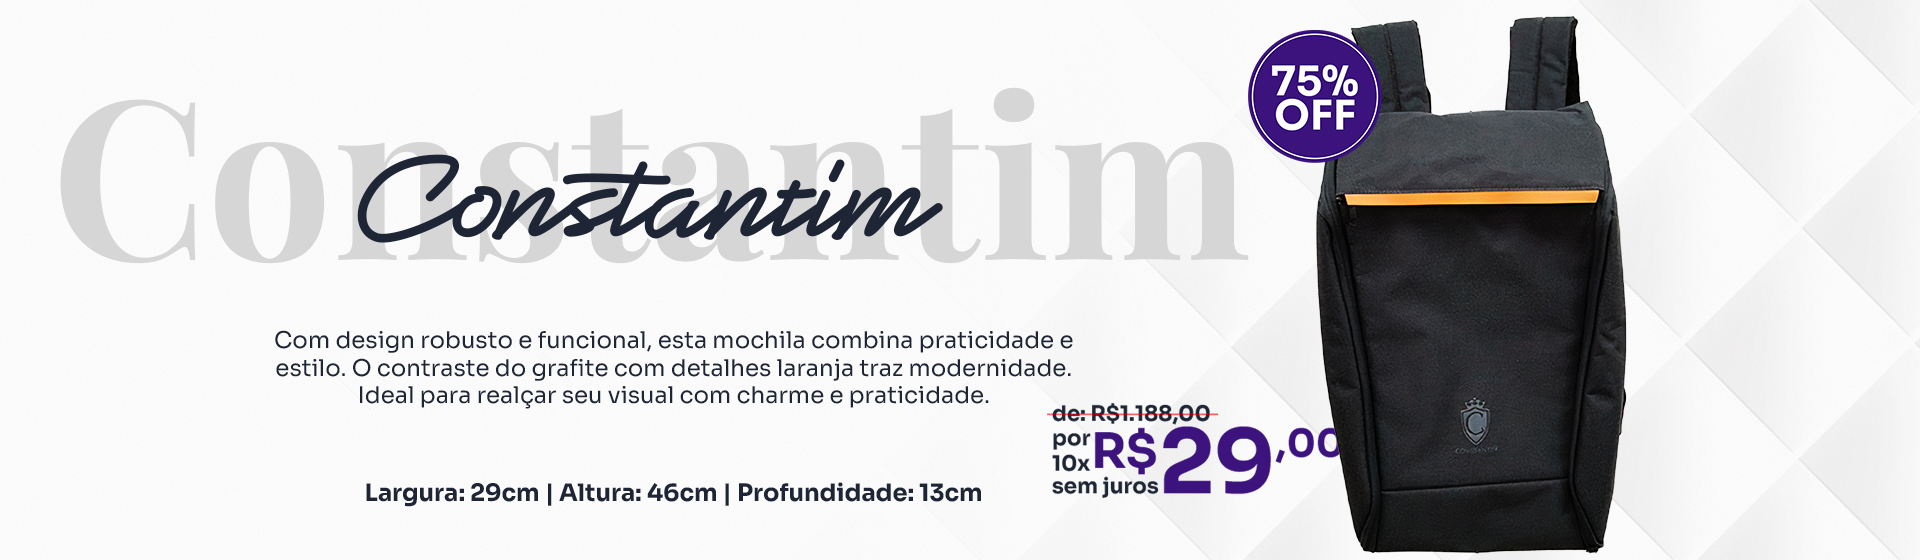 Constantim
Constantim
75%
OFF
Com design robusto e funcional, esta mochila combina praticidade e
estilo. O contraste do grafite com detalhes laranja traz modernidade.
Ideal para realçar seu visual com charme e praticidade.
de: R$1.188,00
por
10x
sem juros
R$29,00
Largura: 29cm | Altura: 46cm | Profundidade: 13cm
C
CONSTANTIM